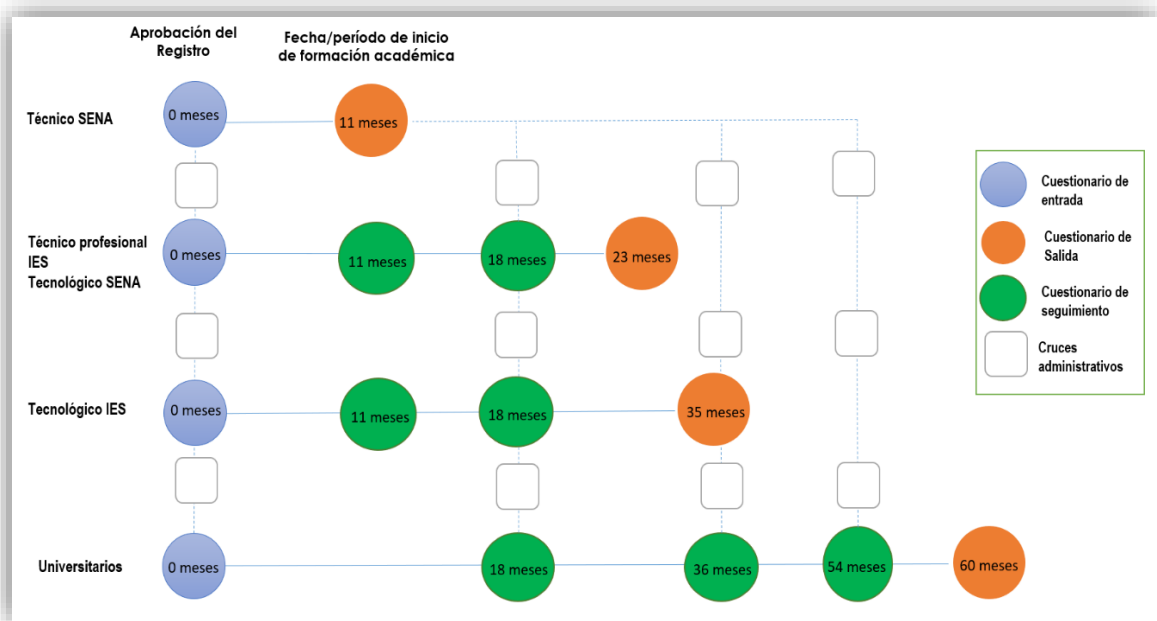 Aprobación del
Registro
Fecha/período de inicio
de formación académica
Técnico SENA
0 meses
11 meses
Técnico profesional
IES
Tecnológico SENA
0 meses
11 meses
18 meses
23 meses
Tecnológico IES
0 meses
11 meses
18 meses
35 meses
Universitarios
0 meses
18 meses
36 meses
54 meses
60 meses
Cuestionario de
entrada
Cuestionario de
Salida
Cuestionario de
seguimiento
Cruces
administrativos